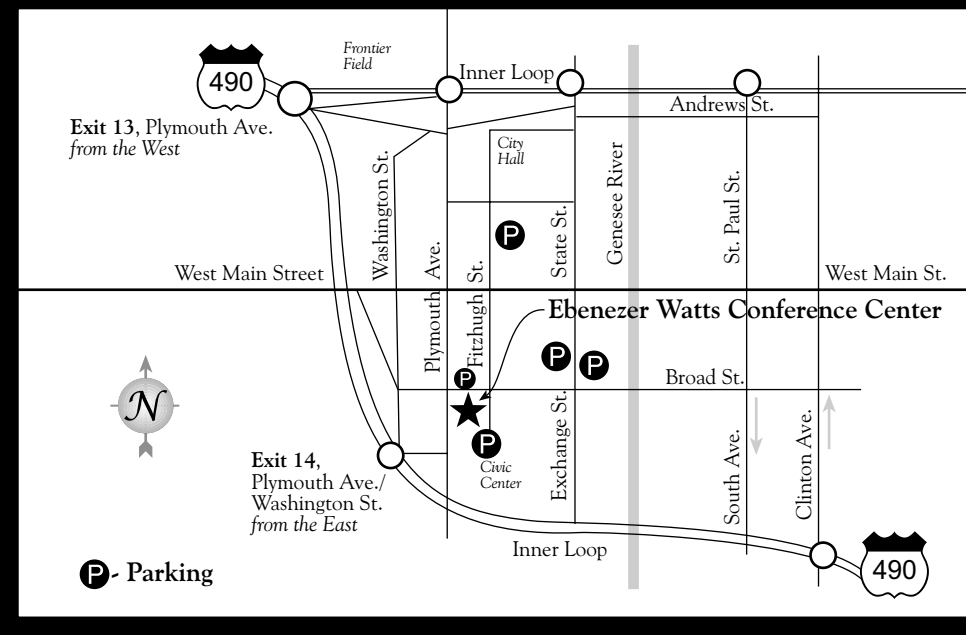 Frontier
Field
490
Inner Loop
Andrews St.
Exit 13, Plymouth Ave.
from the West
City
Hall
Washington St.
Plymouth Ave.
Fitzhugh St.
P
State St.
Genesee River
St. Paul St.
West Main Street
West Main St.
Ebenezer Watts Conference Center
P
P
P
Broad St.
N
P
Civic
Center
Exchange St.
South Ave.
Clinton Ave.
Exit 14,
Plymouth Ave./
Washington St.
from the East
Inner Loop
490
P - Parking